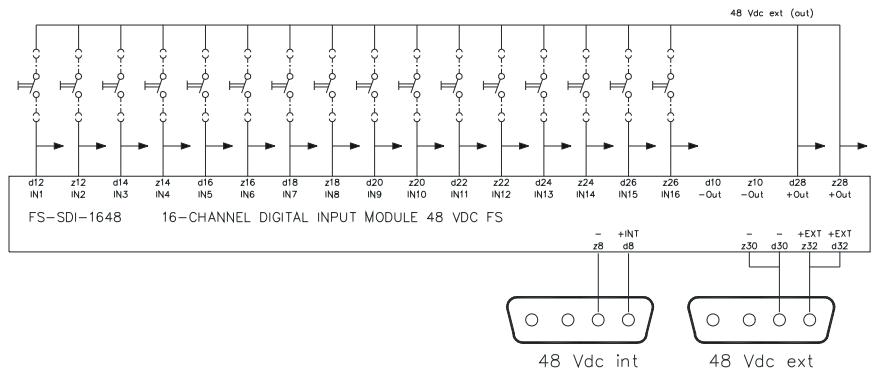 48 Vdc ext (out)
d12 z12 d14 z14 d16 z16 d18 z18 d20 z20 d22 z22 d24 z24 d26 z26 d10 z10 d28 z28
IN1 IN2 IN3 IN4 IN5 IN6 IN7 IN8 IN9 IN10 IN11 IN12 IN13 IN14 IN15 IN16 -Out -Out +Out +Out
FS-SDI-1648 16-CHANNEL DIGITAL INPUT MODULE 48 VDC FS
- +INT - - +EXT +EXT
z8 d8 z30 d30 z32 d32
48 Vdc int 48 Vdc ext